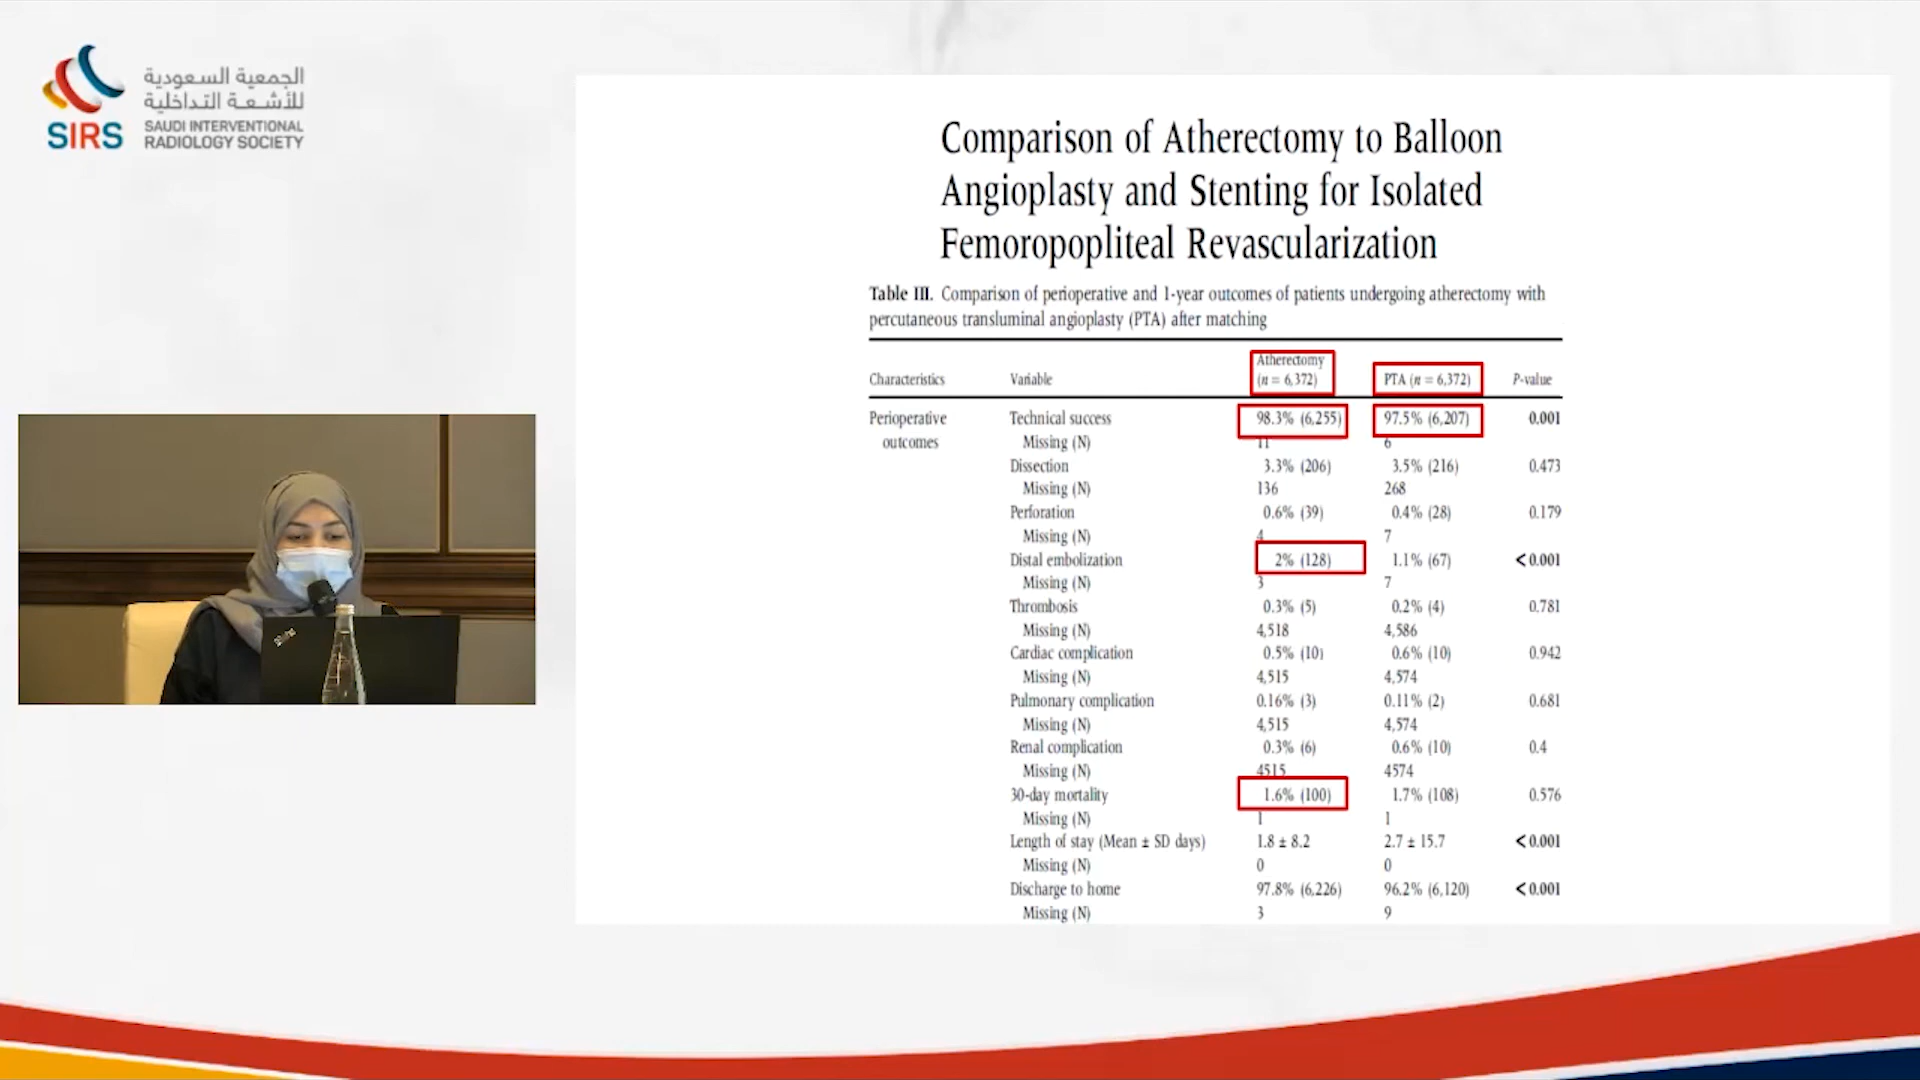 الجمعية السعودية
للأشعة التداخلية
SIRS
SAUDI INTERVENTIONAL
RADIOLOGY SOCIETY
Comparison of Atherectomy to Balloon
Angioplasty and Stenting for Isolated
Femoropopliteal Revascularization
Table III. Comparison of perioperative and 1-year outcomes of patients undergoing atherectomy with
percutaneous transluminal angioplasty (PTA) after matching
Characteristics Variable Atherectomy (n = 6,372) PTA (n = 6,372) P-value
Perioperative outcomes Technical success 98.3% (6,255) 97.5% (6,207) 0.001
Missing (N) 11 6
Dissection 3.3% (206) 3.5% (216) 0.473
Missing (N) 136 268
Perforation 0.6% (39) 0.4% (28) 0.179
Missing (N) 4 7
Distal embolization 2% (128) 1.1% (67) <0.001
Missing (N) 3 7
Thrombosis 0.3% (5) 0.2% (4) 0.781
Missing (N) 4,518 4,586
Cardiac complication 0.5% (10) 0.6% (10) 0.942
Missing (N) 4,515 4,574
Pulmonary complication 0.16% (3) 0.11% (2) 0.681
Missing (N) 4,515 4,574
Renal complication 0.3% (6) 0.6% (10) 0.4
Missing (N) 4515 4574
30-day mortality 1.6% (100) 1.7% (108) 0.576
Missing (N) 1 1
Length of stay (Mean ± SD days) 1.8 ± 8.2 2.7 ± 15.7 <0.001
Missing (N) 0 0
Discharge to home 97.8% (6,226) 96.2% (6,120) <0.001
Missing (N) 3 9